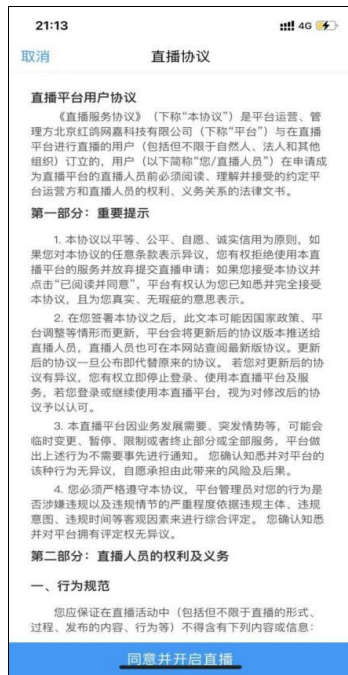 21:13
4G
取消
直播协议
直播平台用户协议
《直播服务协议》（下称“本协议”）是平台运营、管
理方北京红鸽网嘉科技有限公司（下称“平台”）与在直播
平台进行直播的用户（包括但不限于自然人、法人和其他
组织）订立的，用户（以下简称“您/直播人员”）在申请成
为直播平台的直播人员前必须阅读、理解并接受的约定平
台运营方和直播人员的权利、义务关系的法律文书。
第一部分：重要提示
1. 本协议以平等、公平、自愿、诚实信用为原则，如
果您对本协议的任意条款表示异议，您有权拒绝使用本直
播平台的服务并放弃提交直播申请；如果您接受本协议并
点击“已阅读并同意”，平台有权认为您已知悉并完全接受
本协议，且为您真实、无瑕疵的意思表示。
2. 在您签署本协议之后，此文本可能因国家政策、平
台调整等情形而更新，平台会将更新后的协议版本推送给
直播人员，直播人员也可在本网站查阅最新版协议。更新
后的协议一旦公布即代替原来的协议。 若您对更新后的协
议有异议，您有权立即停止登录、使用本直播平台及服
务，若您登录或继续使用本直播平台，视为对修改后的协
议予以认可。
3. 本直播平台因业务发展需要、突发情势等，可能会
临时变更、暂停、限制或者终止部分或全部服务，平台做
出上述行为不需要事先进行通知。 您确认知悉并对平台的
该种行为无异议，自愿承担由此带来的风险及后果。
4. 您必须严格遵守本协议，平台管理员对您的行为是
否涉嫌违规以及违规情节的严重程度依据违规主体、违规
意图、违规时间等客观因素来进行综合评定。 您确认知悉
并对平台拥有评定权无异议。
第二部分：直播人员的权利及义务
一、行为规范
您应保证在直播活动中（包括但不限于直播的形式、
过程、发布的内容、行为等）不得含有下列内容或信息：
同意并开启直播